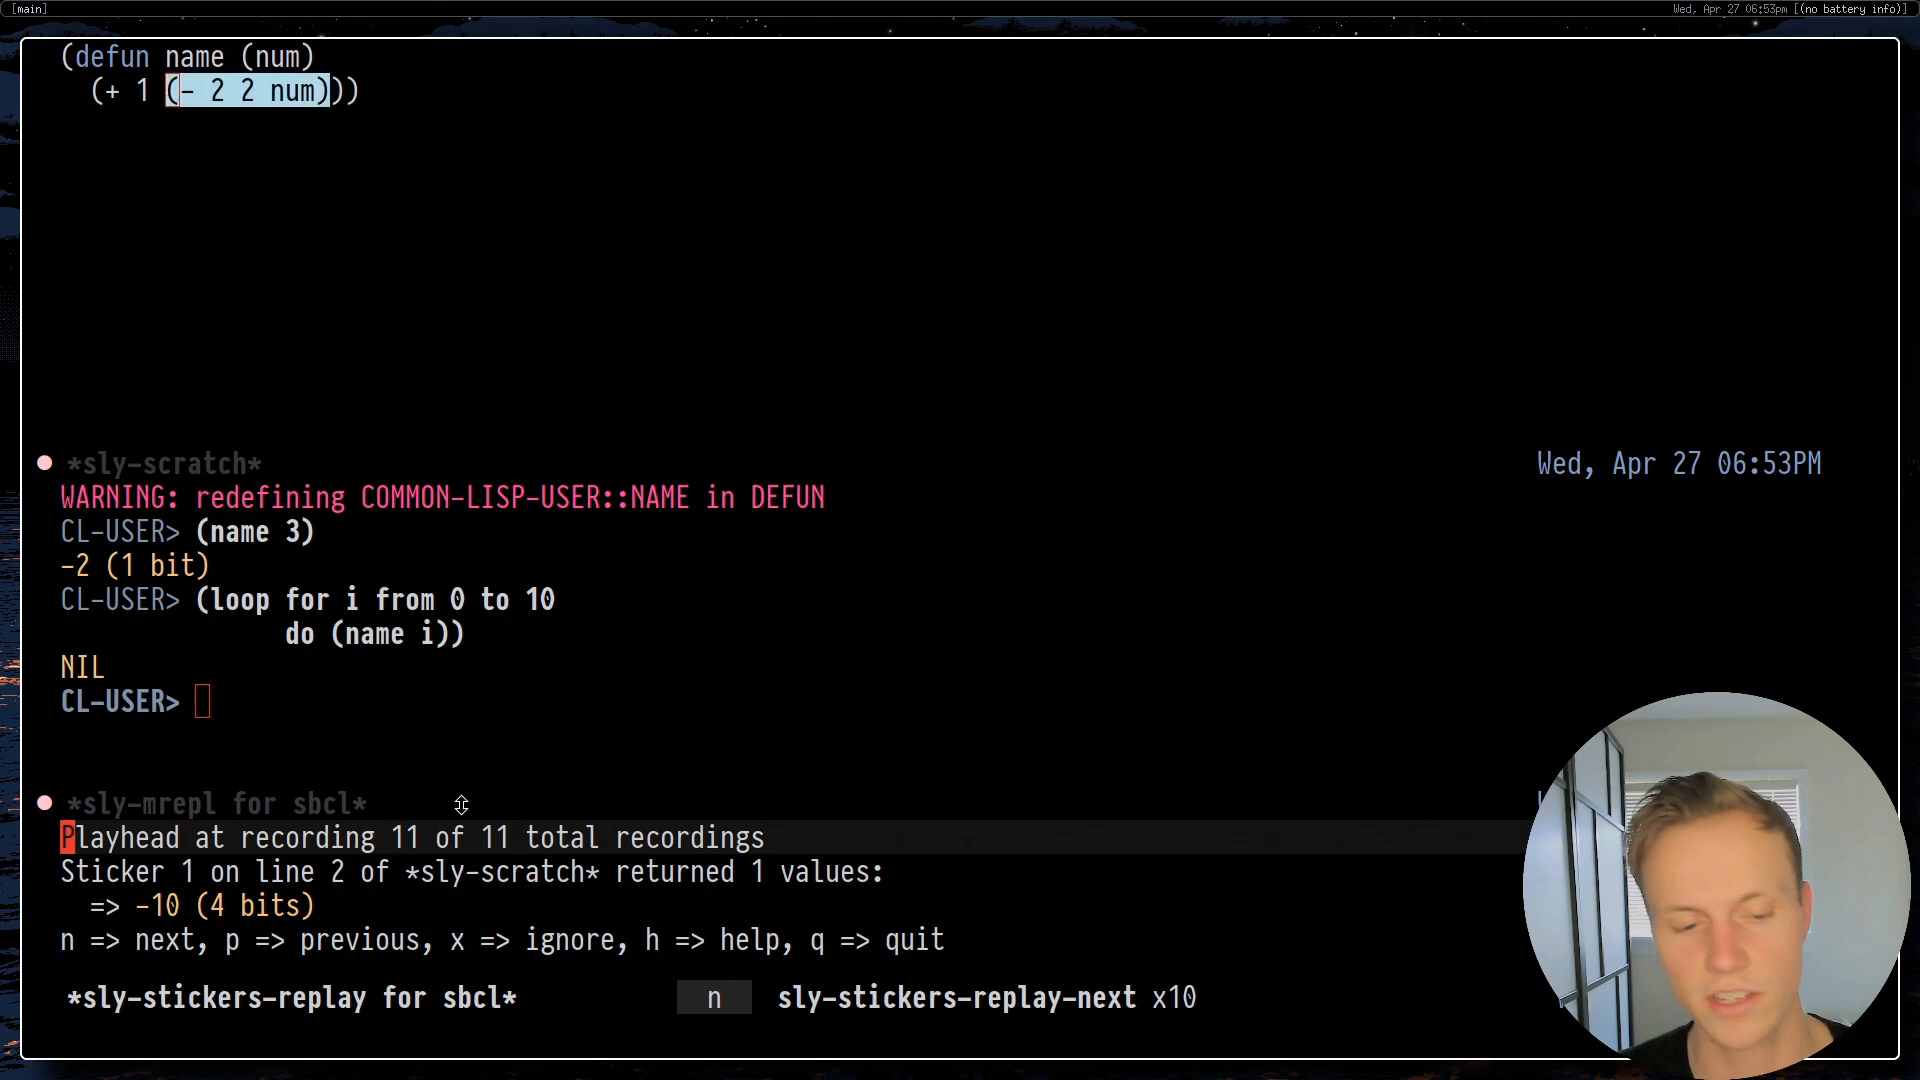 [main]
Wed, Apr 27 06:53pm [(no battery info)]
(defun name (num)
(+ 1 (- 2 2 num)))
*sly-scratch*
Wed, Apr 27 06:53PM
WARNING: redefining COMMON-LISP-USER::NAME in DEFUN
CL-USER> (name 3)
-2 (1 bit)
CL-USER> (loop for i from 0 to 10
do (name i))
NIL
CL-USER>
*sly-mrepl for sbcl*
Playhead at recording 11 of 11 total recordings
Sticker 1 on line 2 of *sly-scratch* returned 1 values:
=> -10 (4 bits)
n => next, p => previous, x => ignore, h => help, q => quit
*sly-stickers-replay for sbcl*
n sly-stickers-replay-next x10